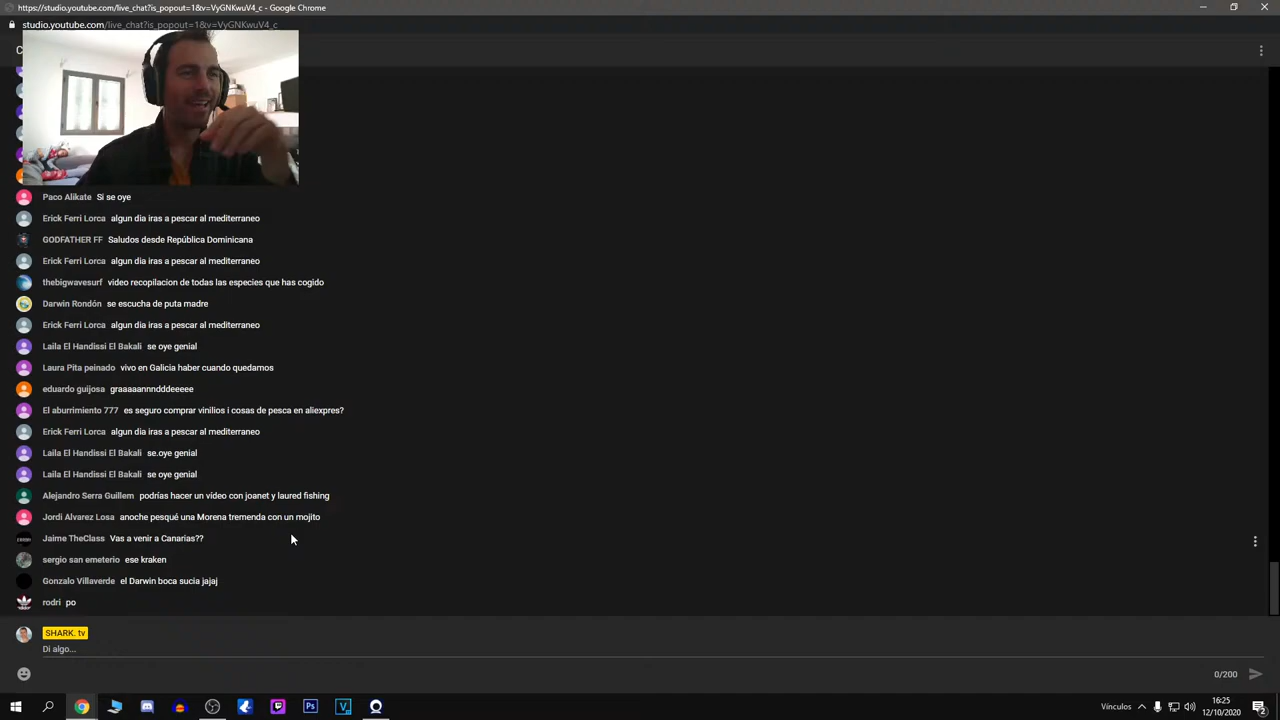 https://studio.youtube.com/live_chat?is_popout=1&v=VyGNKwuV4_c - Google Chrome
studio.youtube.com/live_chat?is_popout=1&v=VyGNKwuV4_c
Paco Alikate Si se oye
Erick Ferri Lorca algun dia iras a pescar al mediterraneo
GODFATHER FF Saludos desde República Dominicana
Erick Ferri Lorca algun dia iras a pescar al mediterraneo
thebigwavesurf video recopilacion de todas las especies que has cogido
Darwin Rondón se escucha de puta madre
Erick Ferri Lorca algun dia iras a pescar al mediterraneo
Laila El Handissi El Bakali se oye genial
Laura Pita peinado vivo en Galicia haber cuando quedamos
eduardo guijosa graaaaannnddeeeee
El aburrimiento 777 es seguro comprar vinilios i cosas de pesca en aliexpres?
Erick Ferri Lorca algun dia iras a pescar al mediterraneo
Laila El Handissi El Bakali se.oye genial
Laila El Handissi El Bakali se oye genial
Alejandro Serra Guillem podrías hacer un vídeo con joanet y laured fishing
Jordi Alvarez Losa anoche pesqué una Morena tremenda con un mojito
Jaime TheClass Vas a venir a Canarias??
sergio san emeterio ese kraken
Gonzalo Villaverde el Darwin boca sucia jajaj
rodri po
SHARK. tv
Di algo...
0/200
Ps
Vínculos
16:25
12/10/2020
2